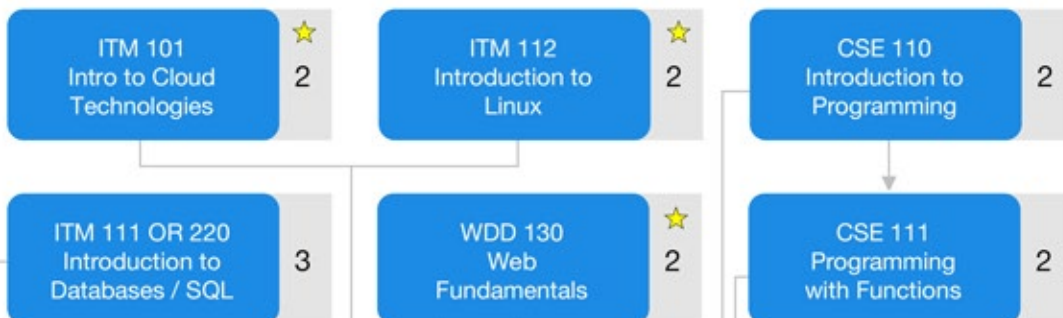 ITM 101
Intro to Cloud
Technologies
2
ITM 112
Introduction to
Linux
2
CSE 110
Introduction to
Programming
2
ITM 111 OR 220
Introduction to
Databases / SQL
3
WDD 130
Web
Fundamentals
2
CSE 111
Programming
with Functions
2